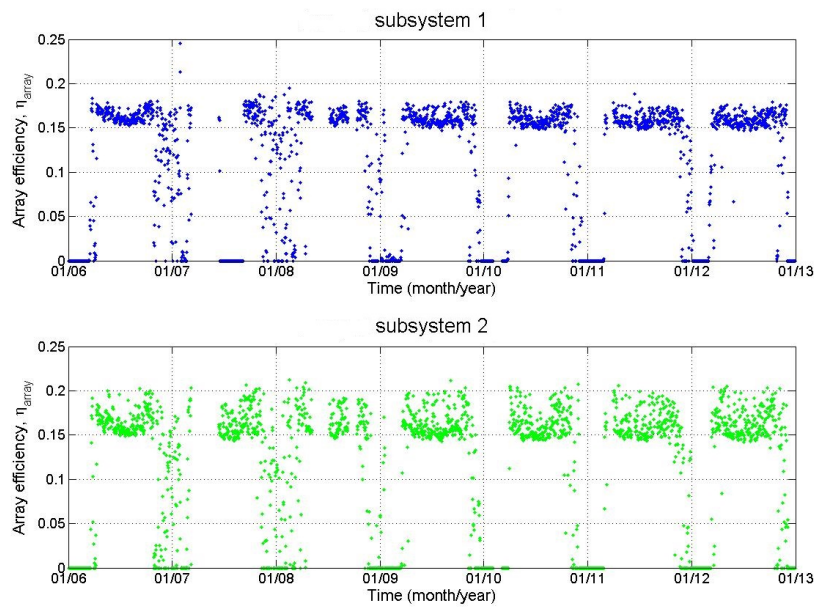 subsystem 1
0.25
0.2
0.15
0.1
0.05
0
Array efficiency, ηarray
01/06 01/07 01/08 01/09 01/10 01/11 01/12 01/13
Time (month/year)
subsystem 2
0.25
0.2
0.15
0.1
0.05
0
Array efficiency, ηarray
01/06 01/07 01/08 01/09 01/10 01/11 01/12 01/13
Time (month/year)